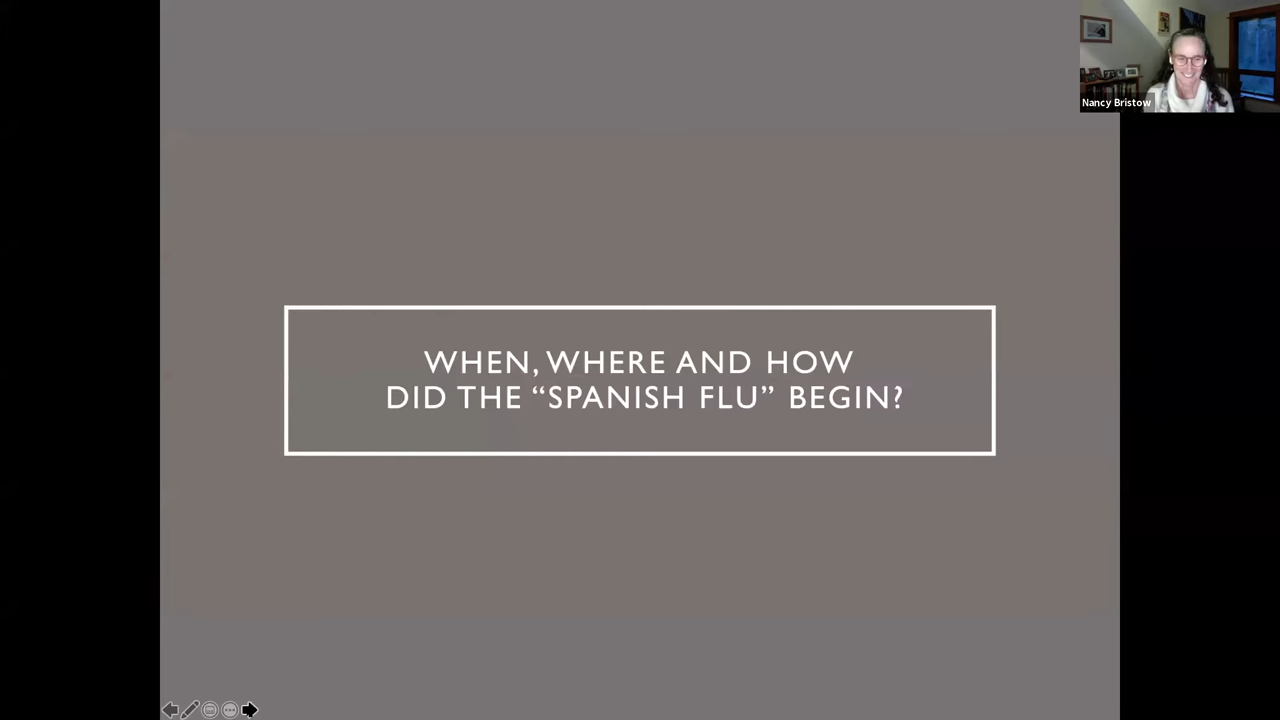 Nancy Bristow
WHEN, WHERE AND HOW
DID THE “SPANISH FLU” BEGIN?